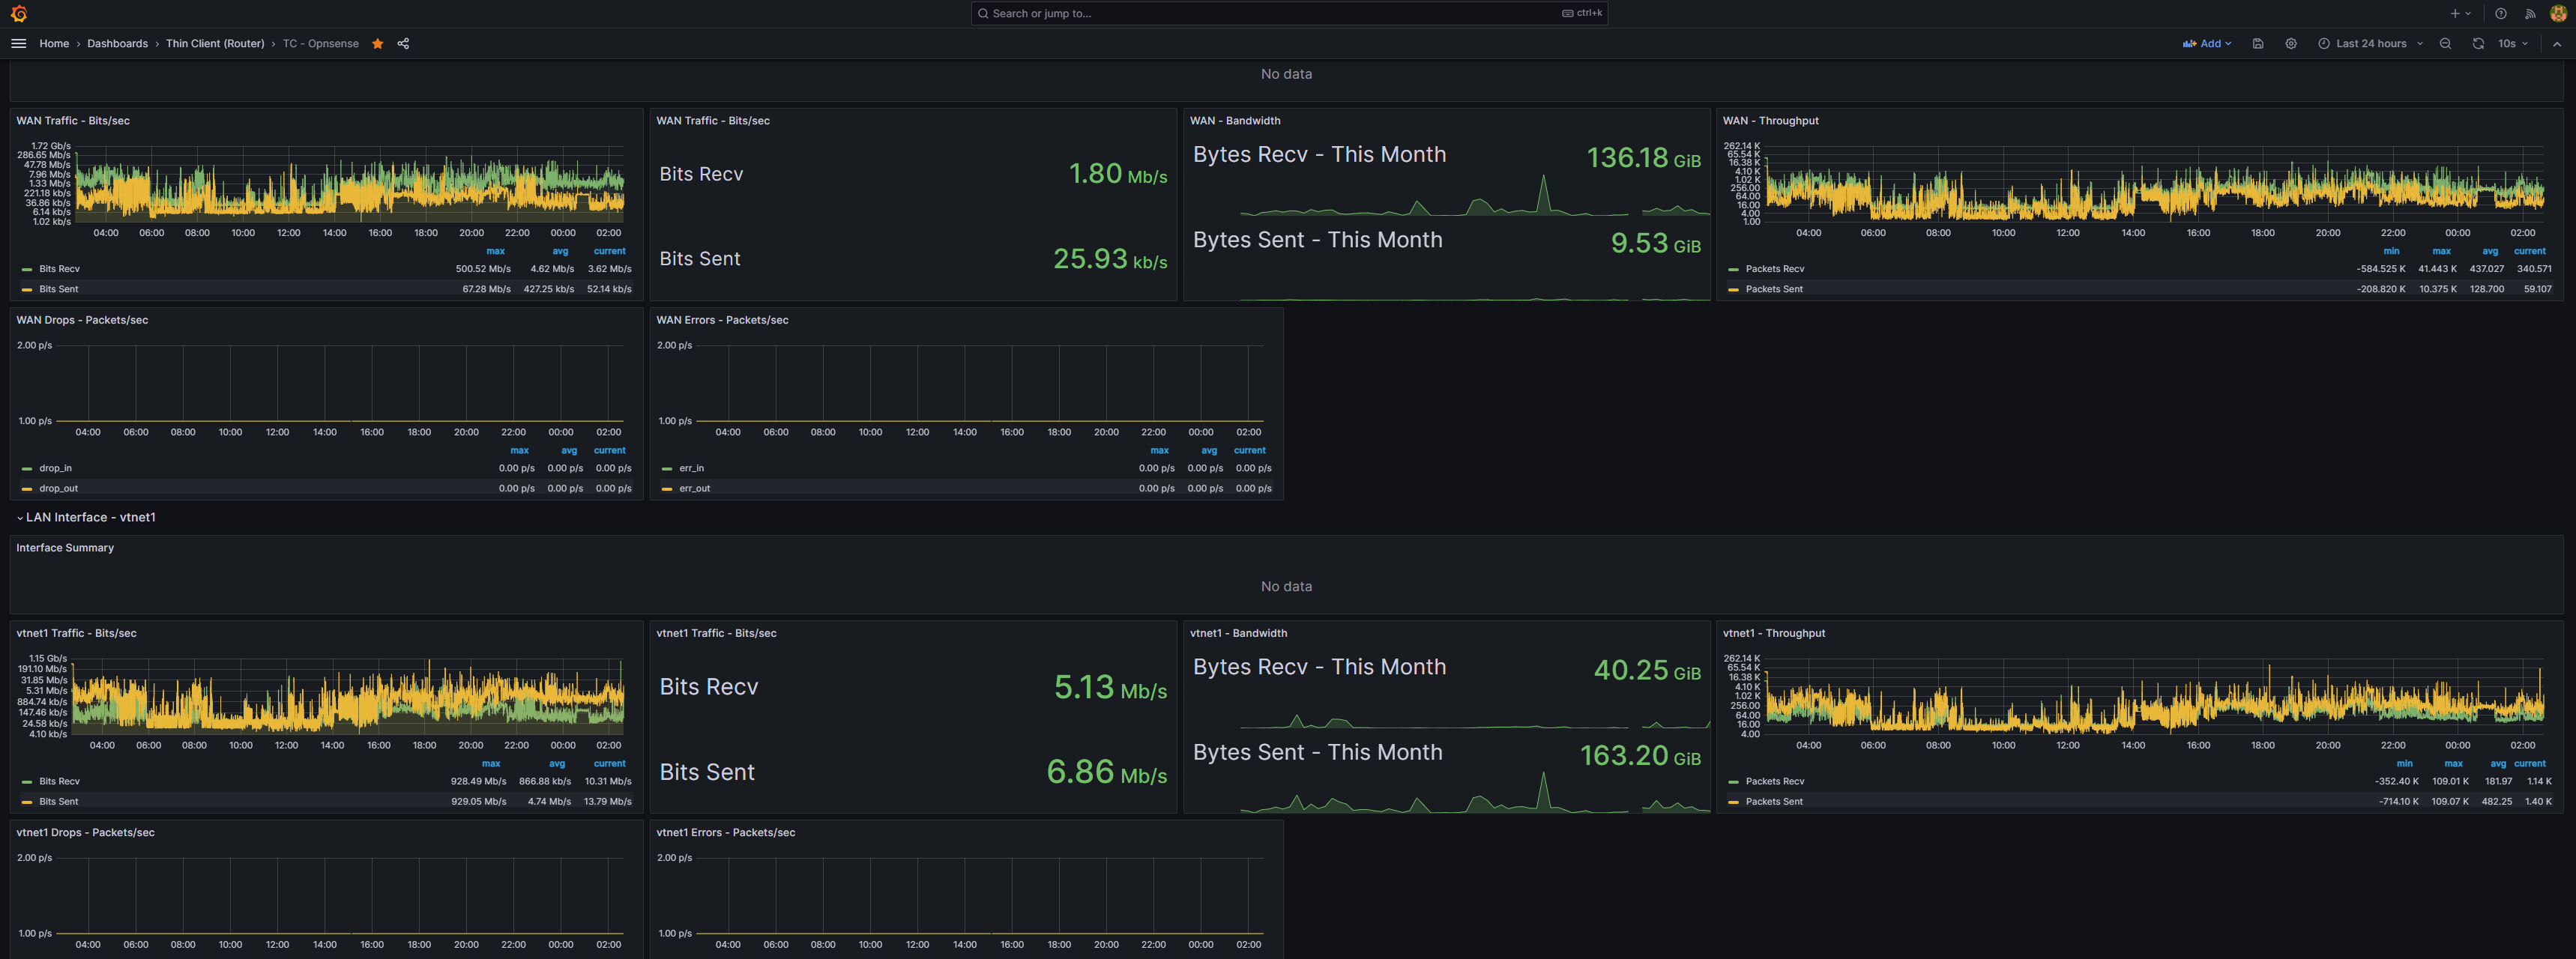 Search or jump to... ctrl+k
Home › Dashboards › Thin Client (Router) › TC - Opnsense
Add
Last 24 hours
10s
No data
WAN Traffic - Bits/sec
1.72 Gb/s
286.65 Mb/s
47.78 Mb/s
7.96 Mb/s
1.33 Mb/s
221.18 kb/s
36.86 kb/s
6.14 kb/s
1.02 kb/s
04:00 06:00 08:00 10:00 12:00 14:00 16:00 18:00 20:00 22:00 00:00 02:00
max avg current
Bits Recv 500.52 Mb/s 4.62 Mb/s 3.62 Mb/s
Bits Sent 67.28 Mb/s 427.25 kb/s 52.14 kb/s
WAN Traffic - Bits/sec
Bits Recv 1.80 Mb/s
Bits Sent 25.93 kb/s
WAN - Bandwidth
Bytes Recv - This Month 136.18 GiB
Bytes Sent - This Month 9.53 GiB
WAN - Throughput
262.14 K
65.54 K
16.38 K
4.10 K
1.02 K
256.00
64.00
16.00
4.00
1.00
04:00 06:00 08:00 10:00 12:00 14:00 16:00 18:00 20:00 22:00 00:00 02:00
min max avg current
Packets Recv -584.525 K 41.443 K 437.027 340.571
Packets Sent -208.820 K 10.375 K 128.700 59.107
WAN Drops - Packets/sec
2.00 p/s
1.00 p/s
04:00 06:00 08:00 10:00 12:00 14:00 16:00 18:00 20:00 22:00 00:00 02:00
max avg current
drop_in 0.00 p/s 0.00 p/s 0.00 p/s
drop_out 0.00 p/s 0.00 p/s 0.00 p/s
WAN Errors - Packets/sec
2.00 p/s
1.00 p/s
04:00 06:00 08:00 10:00 12:00 14:00 16:00 18:00 20:00 22:00 00:00 02:00
max avg current
err_in 0.00 p/s 0.00 p/s 0.00 p/s
err_out 0.00 p/s 0.00 p/s 0.00 p/s
LAN Interface - vtnet1
Interface Summary
No data
vtnet1 Traffic - Bits/sec
1.15 Gb/s
191.10 Mb/s
31.85 Mb/s
5.31 Mb/s
884.74 kb/s
147.46 kb/s
24.58 kb/s
4.10 kb/s
04:00 06:00 08:00 10:00 12:00 14:00 16:00 18:00 20:00 22:00 00:00 02:00
max avg current
Bits Recv 928.49 Mb/s 866.88 kb/s 10.31 Mb/s
Bits Sent 929.05 Mb/s 4.74 Mb/s 13.79 Mb/s
vtnet1 Traffic - Bits/sec
Bits Recv 5.13 Mb/s
Bits Sent 6.86 Mb/s
vtnet1 - Bandwidth
Bytes Recv - This Month 40.25 GiB
Bytes Sent - This Month 163.20 GiB
vtnet1 - Throughput
262.14 K
65.54 K
16.38 K
4.10 K
1.02 K
256.00
64.00
16.00
4.00
04:00 06:00 08:00 10:00 12:00 14:00 16:00 18:00 20:00 22:00 00:00 02:00
min max avg current
Packets Recv -352.40 K 109.01 K 181.97 1.14 K
Packets Sent -714.10 K 109.07 K 482.25 1.40 K
vtnet1 Drops - Packets/sec
2.00 p/s
1.00 p/s
04:00 06:00 08:00 10:00 12:00 14:00 16:00 18:00 20:00 22:00 00:00 02:00
vtnet1 Errors - Packets/sec
2.00 p/s
1.00 p/s
04:00 06:00 08:00 10:00 12:00 14:00 16:00 18:00 20:00 22:00 00:00 02:00